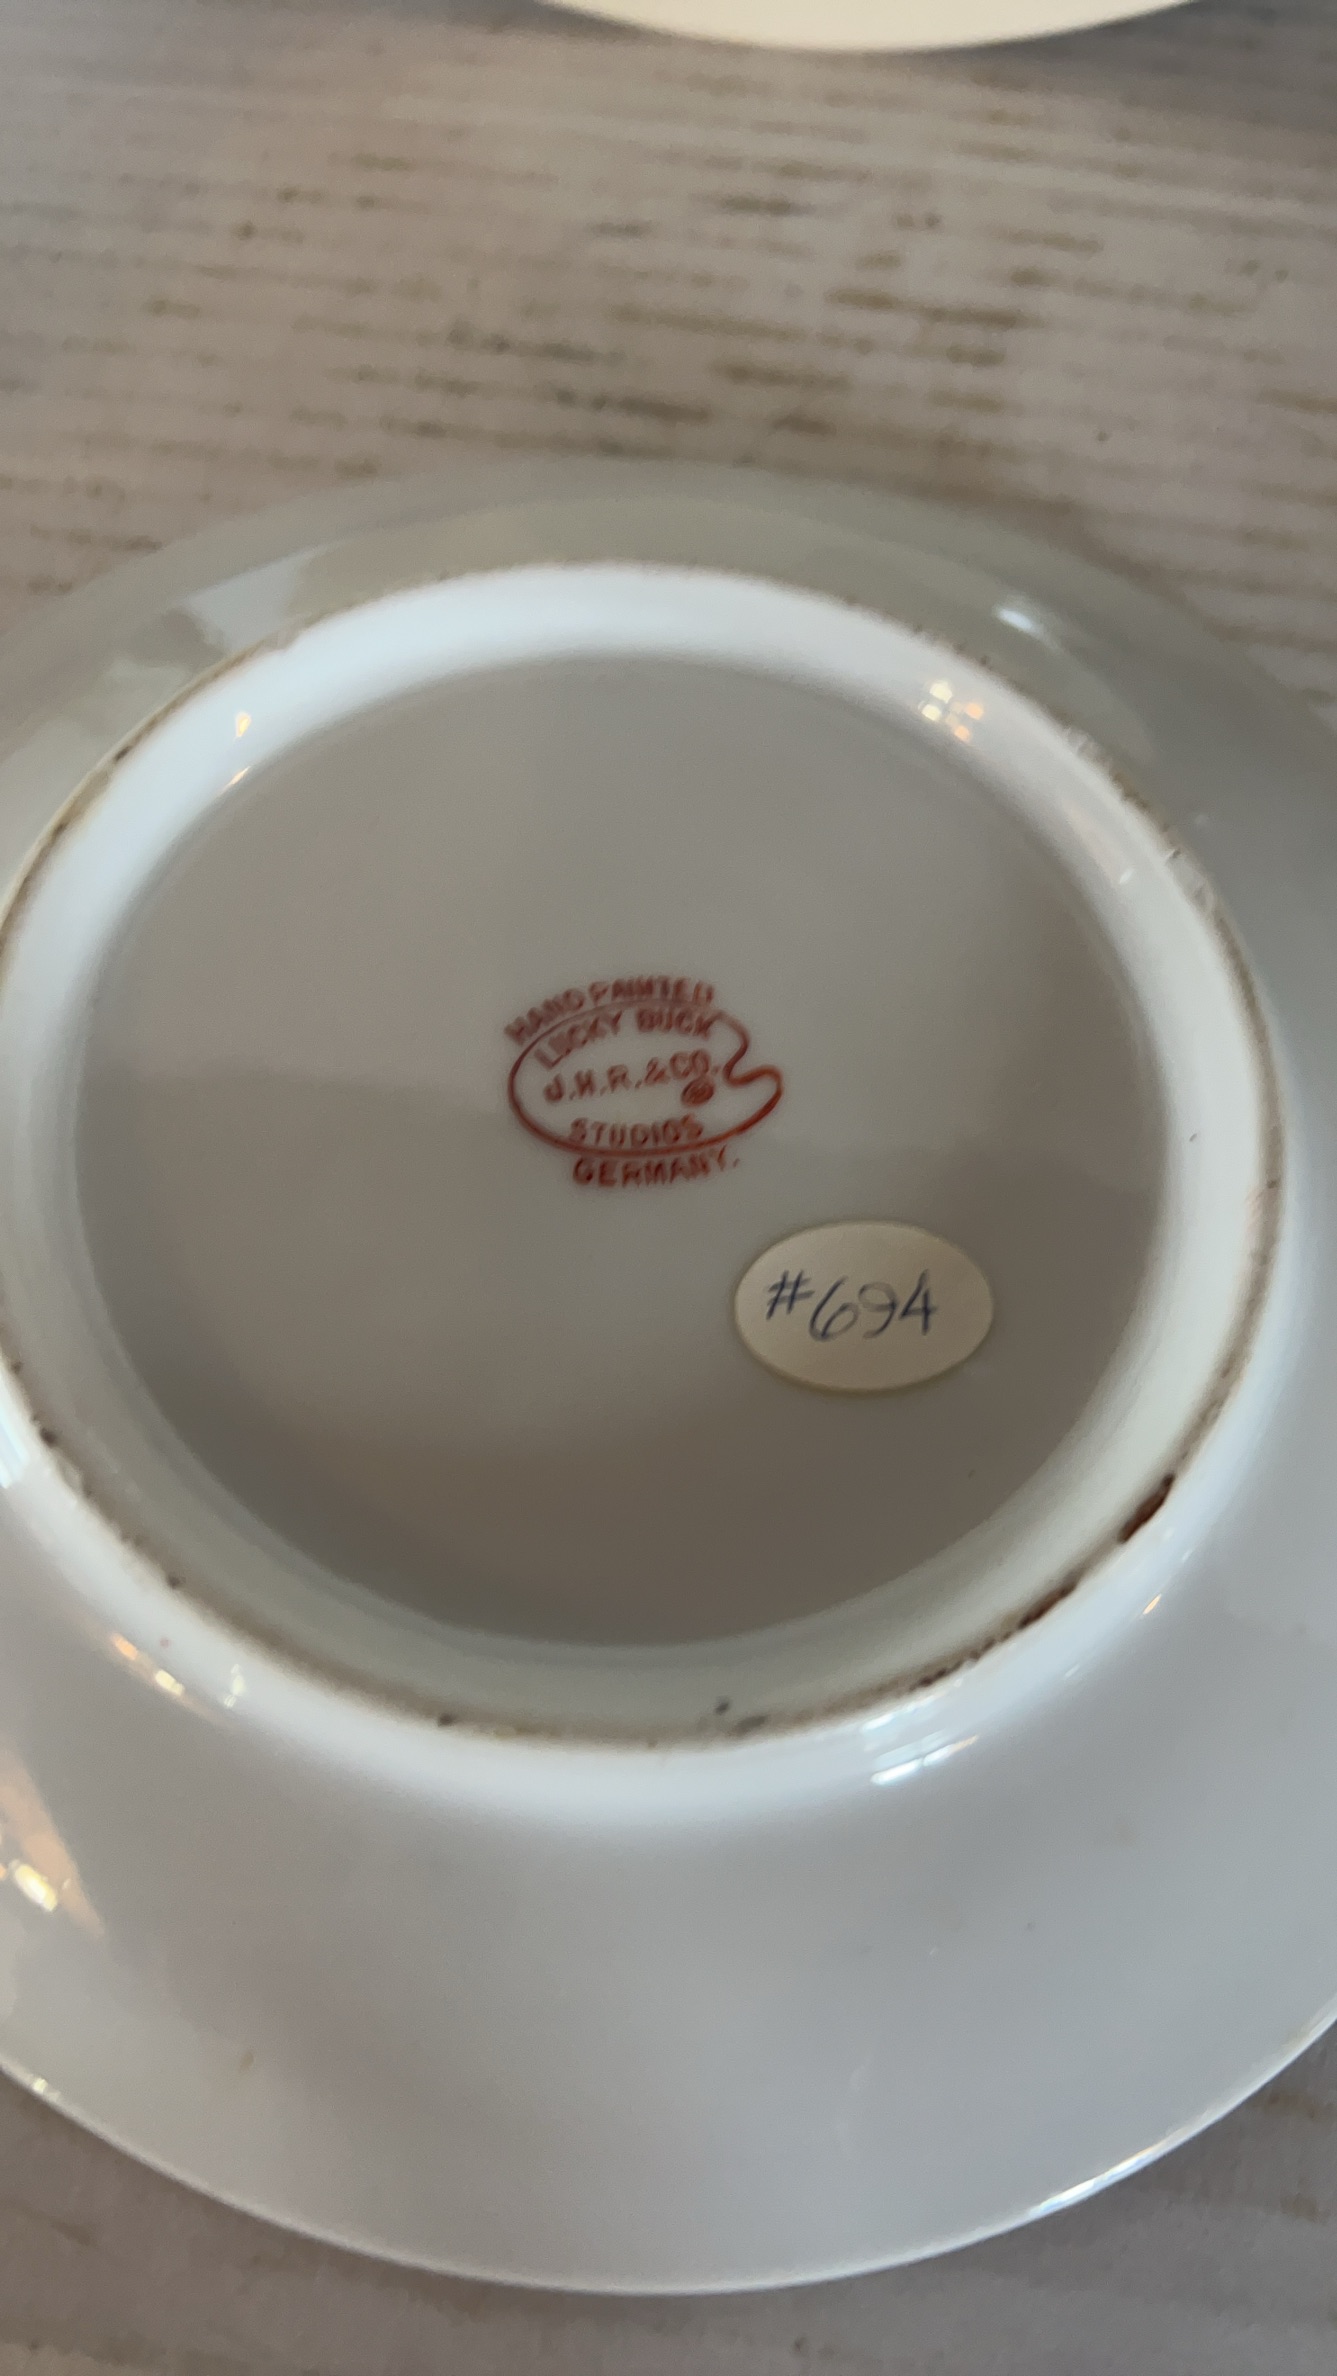 HAND PAINTED
LUCKY BUCK
J.H.R.&CO.
STUDIOS
GERMANY.
#694